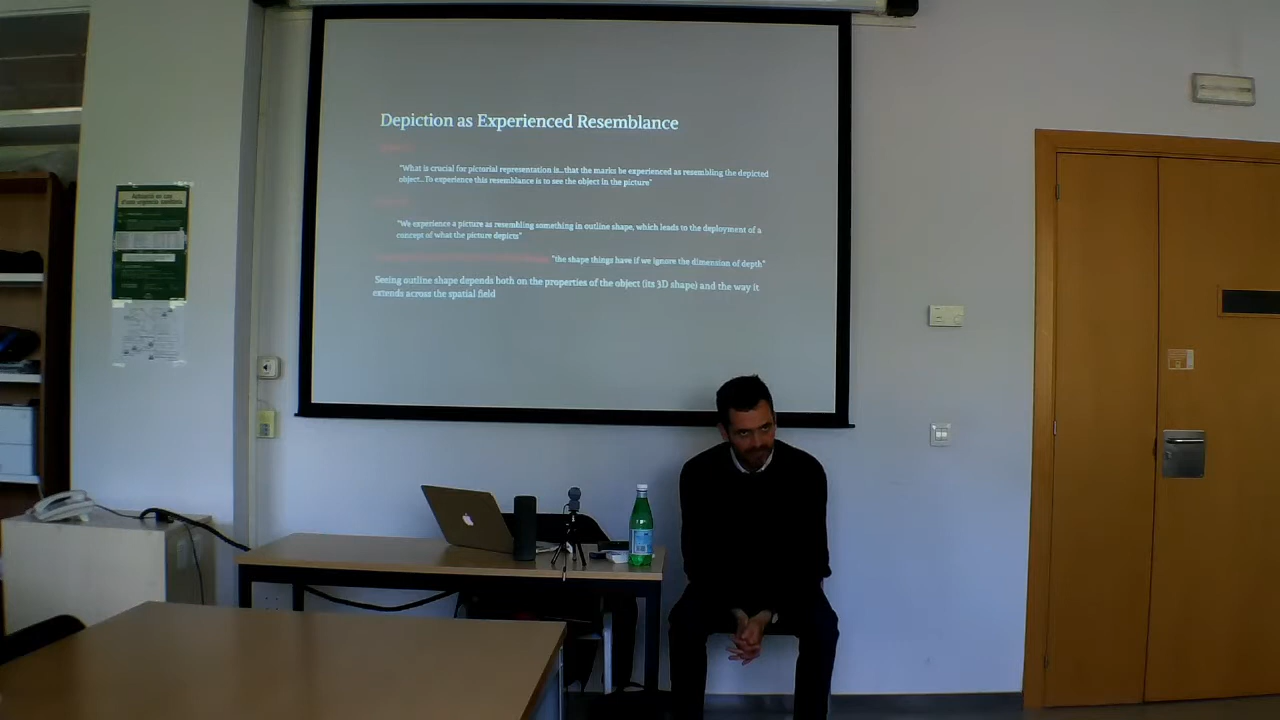 Depiction as Experienced Resemblance
"What is crucial for pictorial representation is...that the marks be experienced as resembling the depicted
object...To experience this resemblance is to see the object in the picture"
"We experience a picture as resembling something in outline shape, which leads to the deployment of a
concept of what the picture depicts"
"the shape things have if we ignore the dimension of depth"
Seeing outline shape depends both on the properties of the object (its 3D shape) and the way it
extends across the spatial field